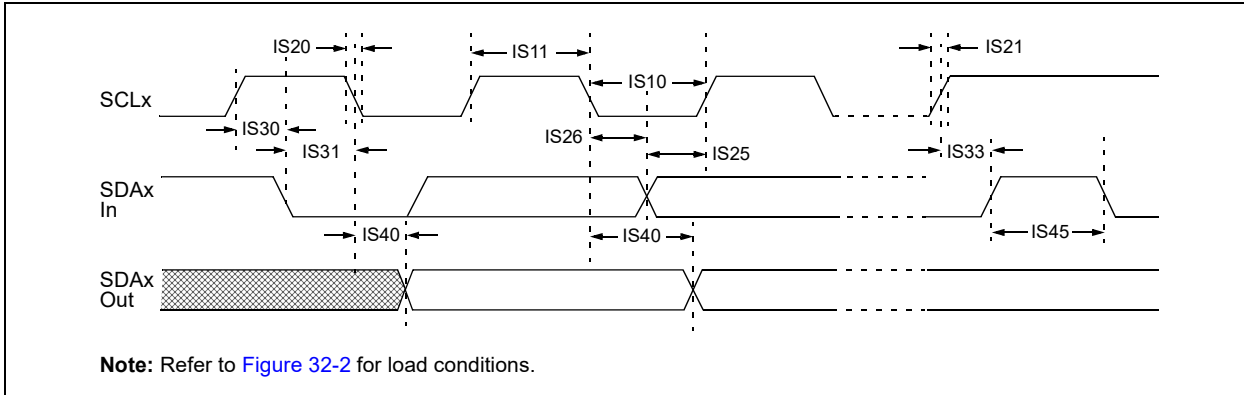 IS20
IS11
IS21
IS10
SCLx
IS30
IS26
IS31
IS25
IS33
SDAx
In
IS40
IS40
IS45
SDAx
Out
Note: Refer to Figure 32-2 for load conditions.